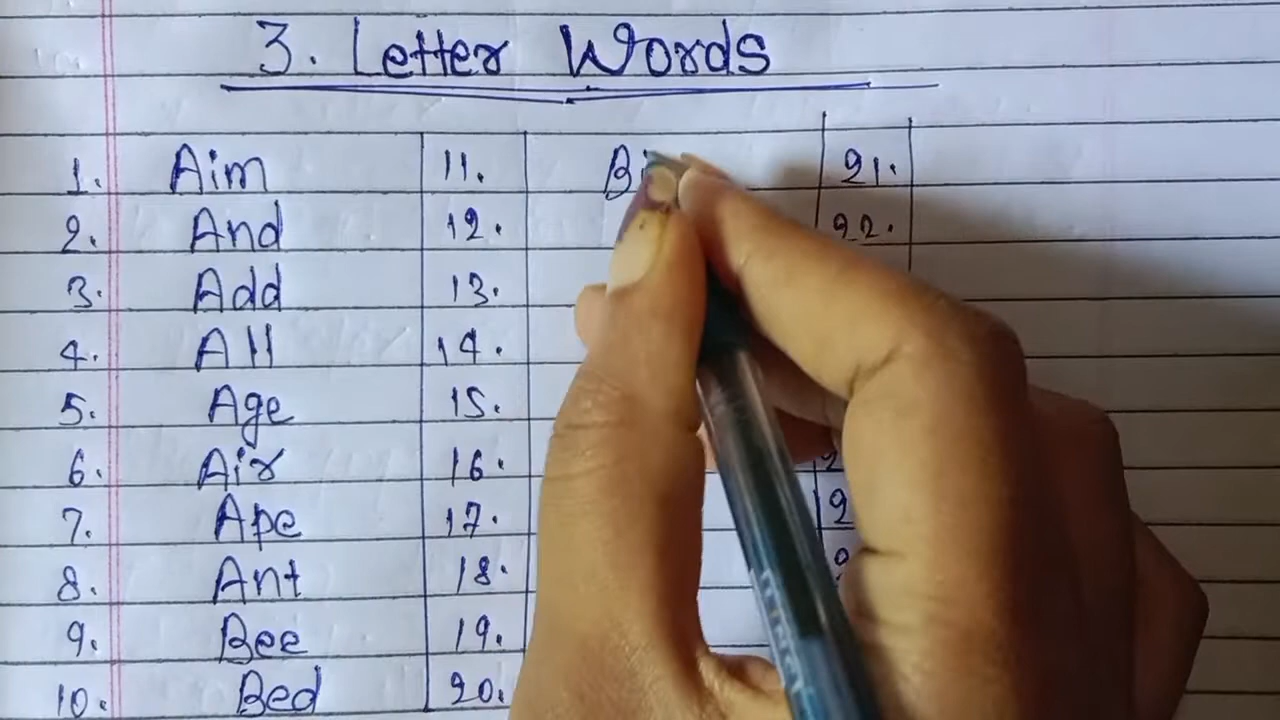 3. Letter Words
1. Aim 11. Bi 21.
2. And 12. 22.
3. Add 13.
4. All 14.
5. Age 15.
6. Air 16.
7. Ape 17.
8. Ant 18.
9. Bee 19.
10. Bed 20.